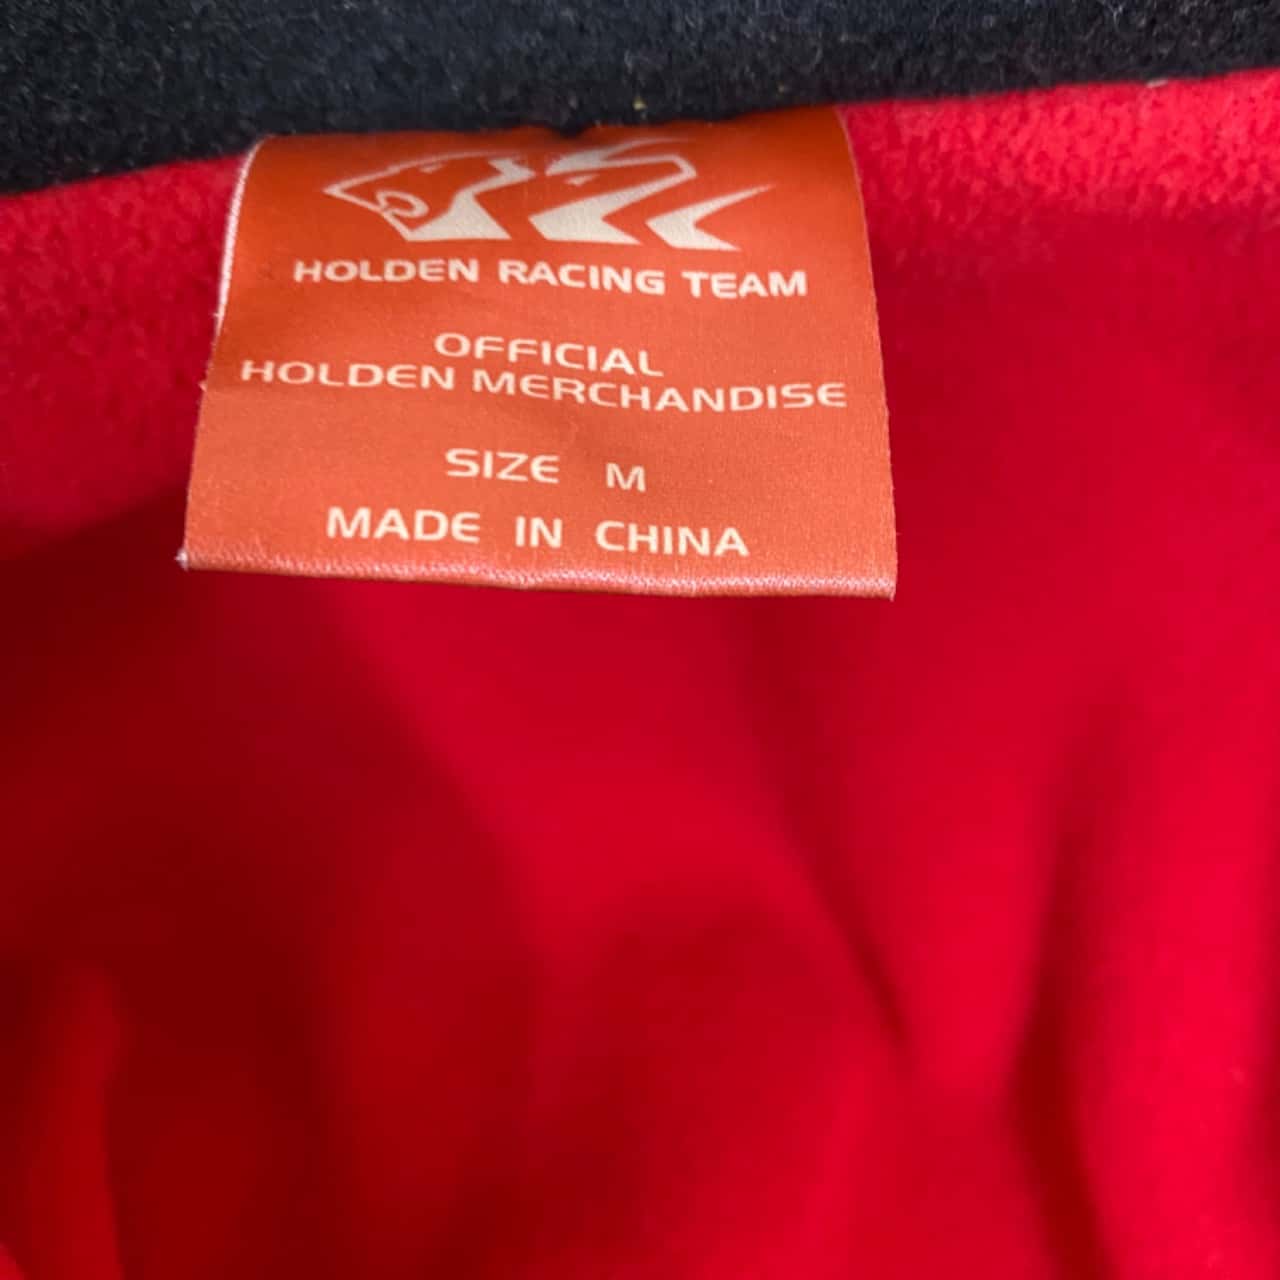 HOLDEN RACING TEAM
OFFICIAL
HOLDEN MERCHANDISE
SIZE M
MADE IN CHINA